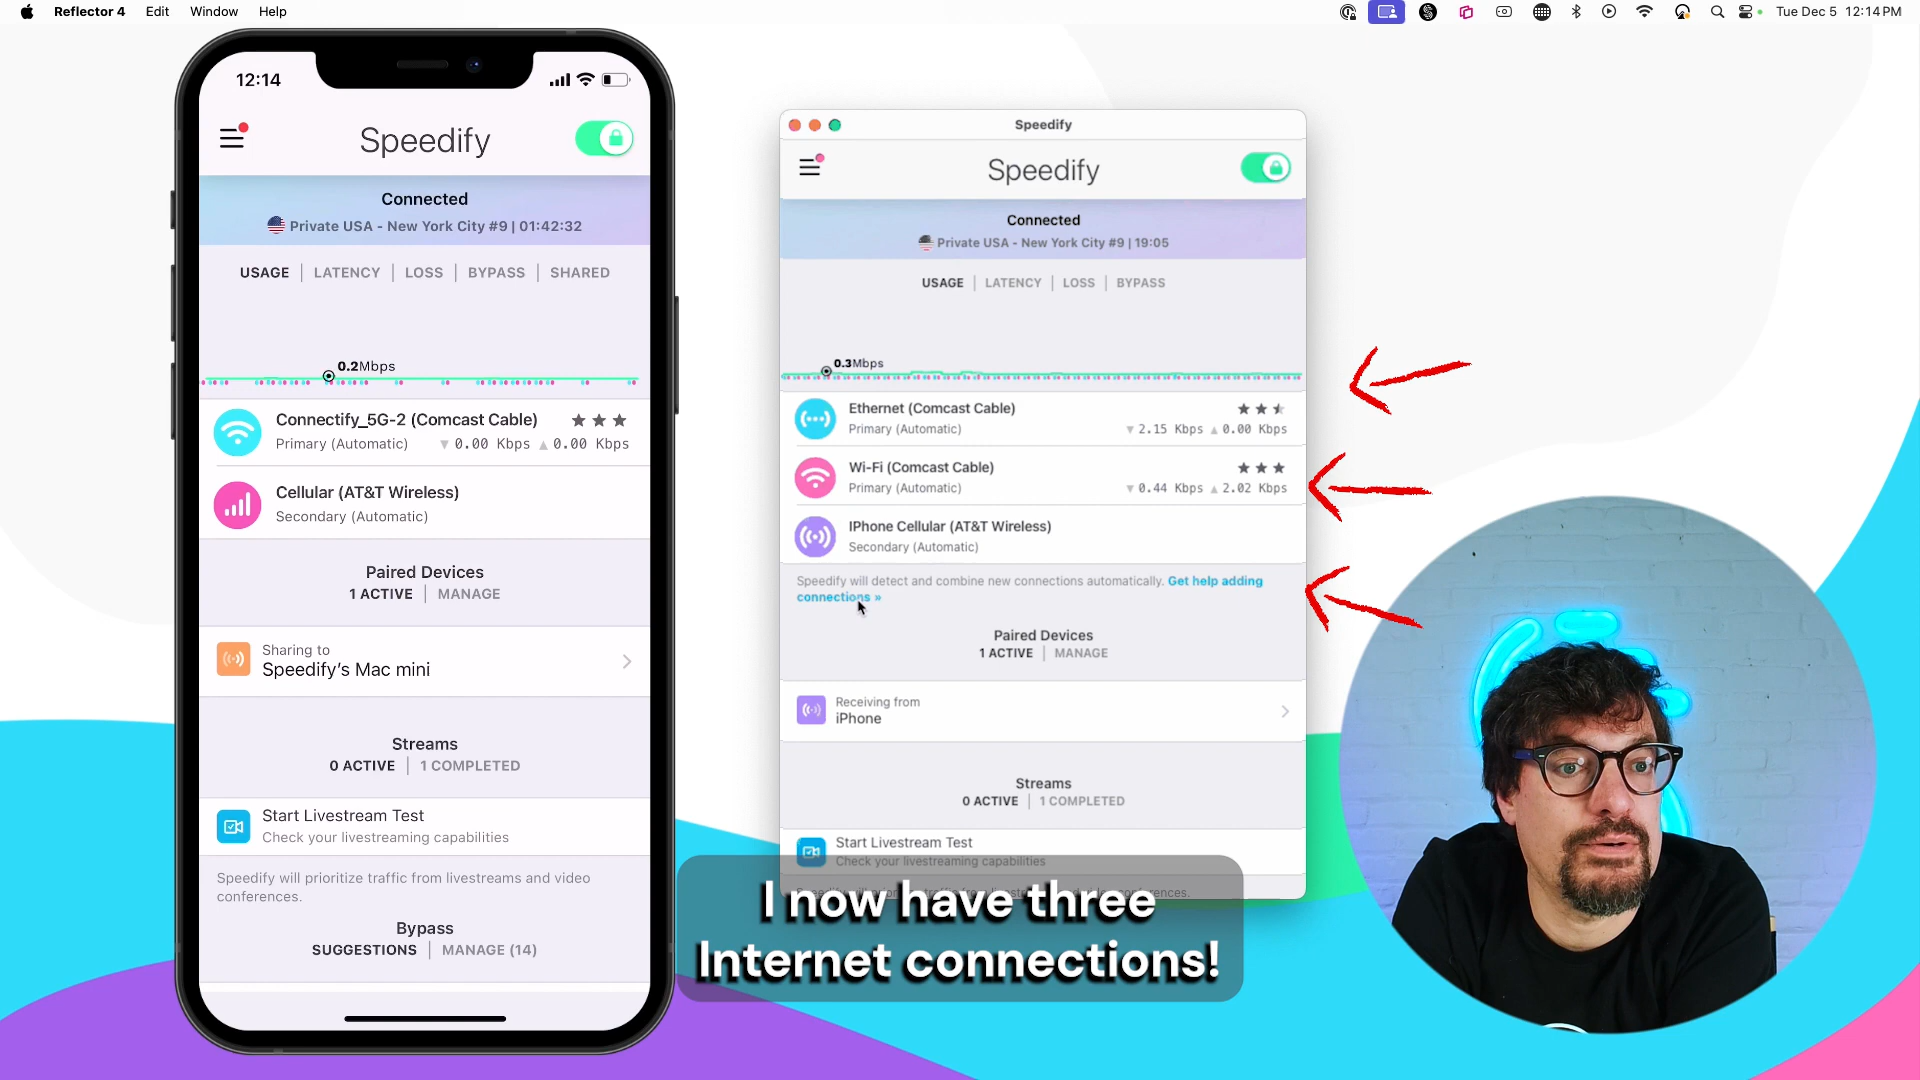 Reflector 4 Edit Window Help
Tue Dec 5 12:14 PM
12:14
Speedify
Connected
Private USA - New York City #9 | 01:42:32
USAGE | LATENCY | LOSS | BYPASS | SHARED
0.2Mbps
Connectify_5G-2 (Comcast Cable)
Primary (Automatic) 0.00 Kbps 0.00 Kbps
Cellular (AT&T Wireless)
Secondary (Automatic)
Paired Devices
1 ACTIVE | MANAGE
Sharing to
Speedify's Mac mini
Streams
0 ACTIVE | 1 COMPLETED
Start Livestream Test
Check your livestreaming capabilities
Speedify will prioritize traffic from livestreams and video
conferences.
Bypass
SUGGESTIONS | MANAGE (14)
Speedify
Speedify
Connected
Private USA - New York City #9 | 19:05
USAGE | LATENCY | LOSS | BYPASS
0.3Mbps
Ethernet (Comcast Cable)
Primary (Automatic) 2.15 Kbps 0.00 Kbps
Wi-Fi (Comcast Cable)
Primary (Automatic) 0.44 Kbps 2.02 Kbps
IPhone Cellular (AT&T Wireless)
Secondary (Automatic)
Speedify will detect and combine new connections automatically. Get help adding
connections »
Paired Devices
1 ACTIVE | MANAGE
Receiving from
iPhone
Streams
0 ACTIVE | 1 COMPLETED
Start Livestream Test
Check your livestreaming capabilities
I now have three
Internet connections!